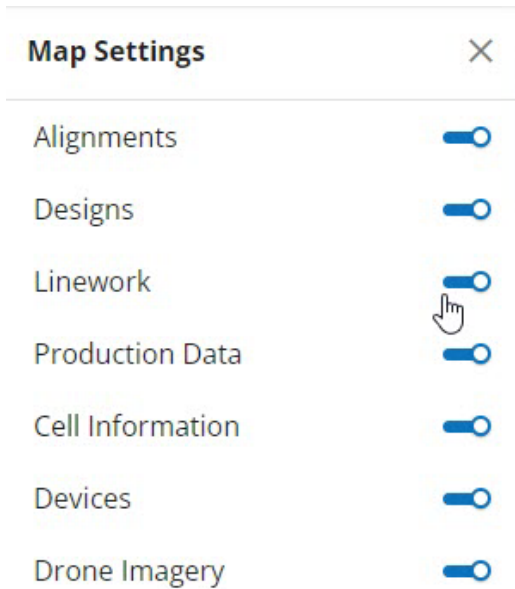 Map Settings
Alignments
Designs
Linework
Production Data
Cell Information
Devices
Drone Imagery